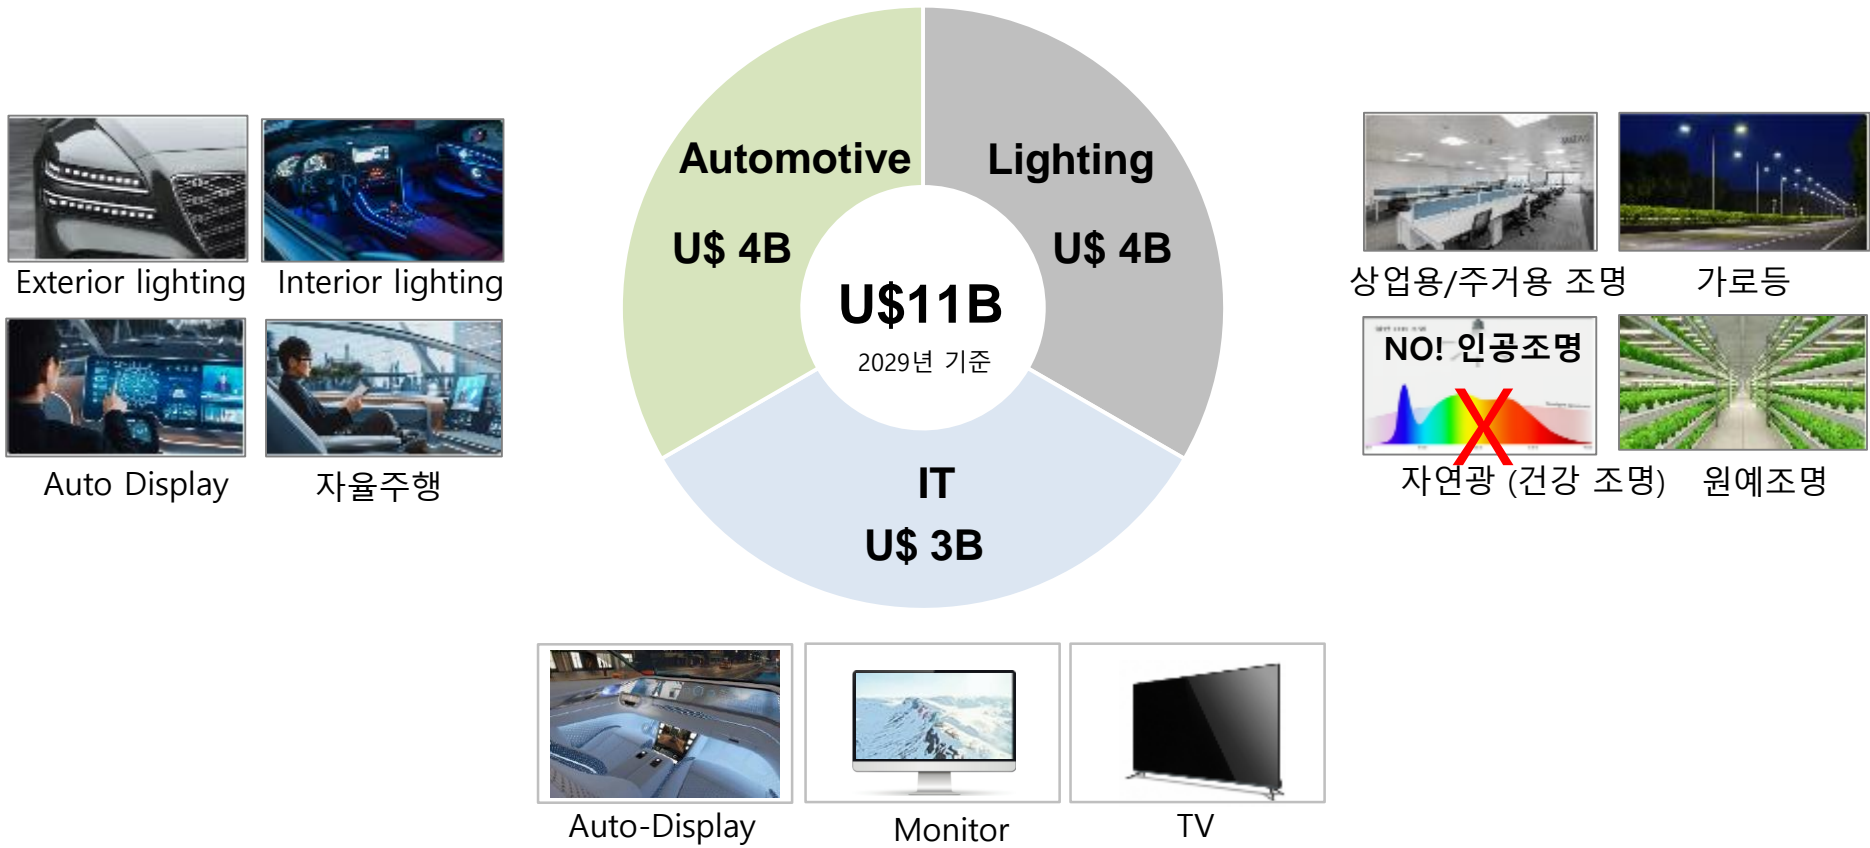 Automotive
U$ 4B
Lighting
U$ 4B
U$11B
2029년 기준
IT
U$ 3B
Exterior lighting
Interior lighting
Auto Display
자율주행
상업용/주거용 조명
가로등
NO! 인공조명
X
자연광 (건강 조명)
원예조명
Auto-Display
Monitor
TV